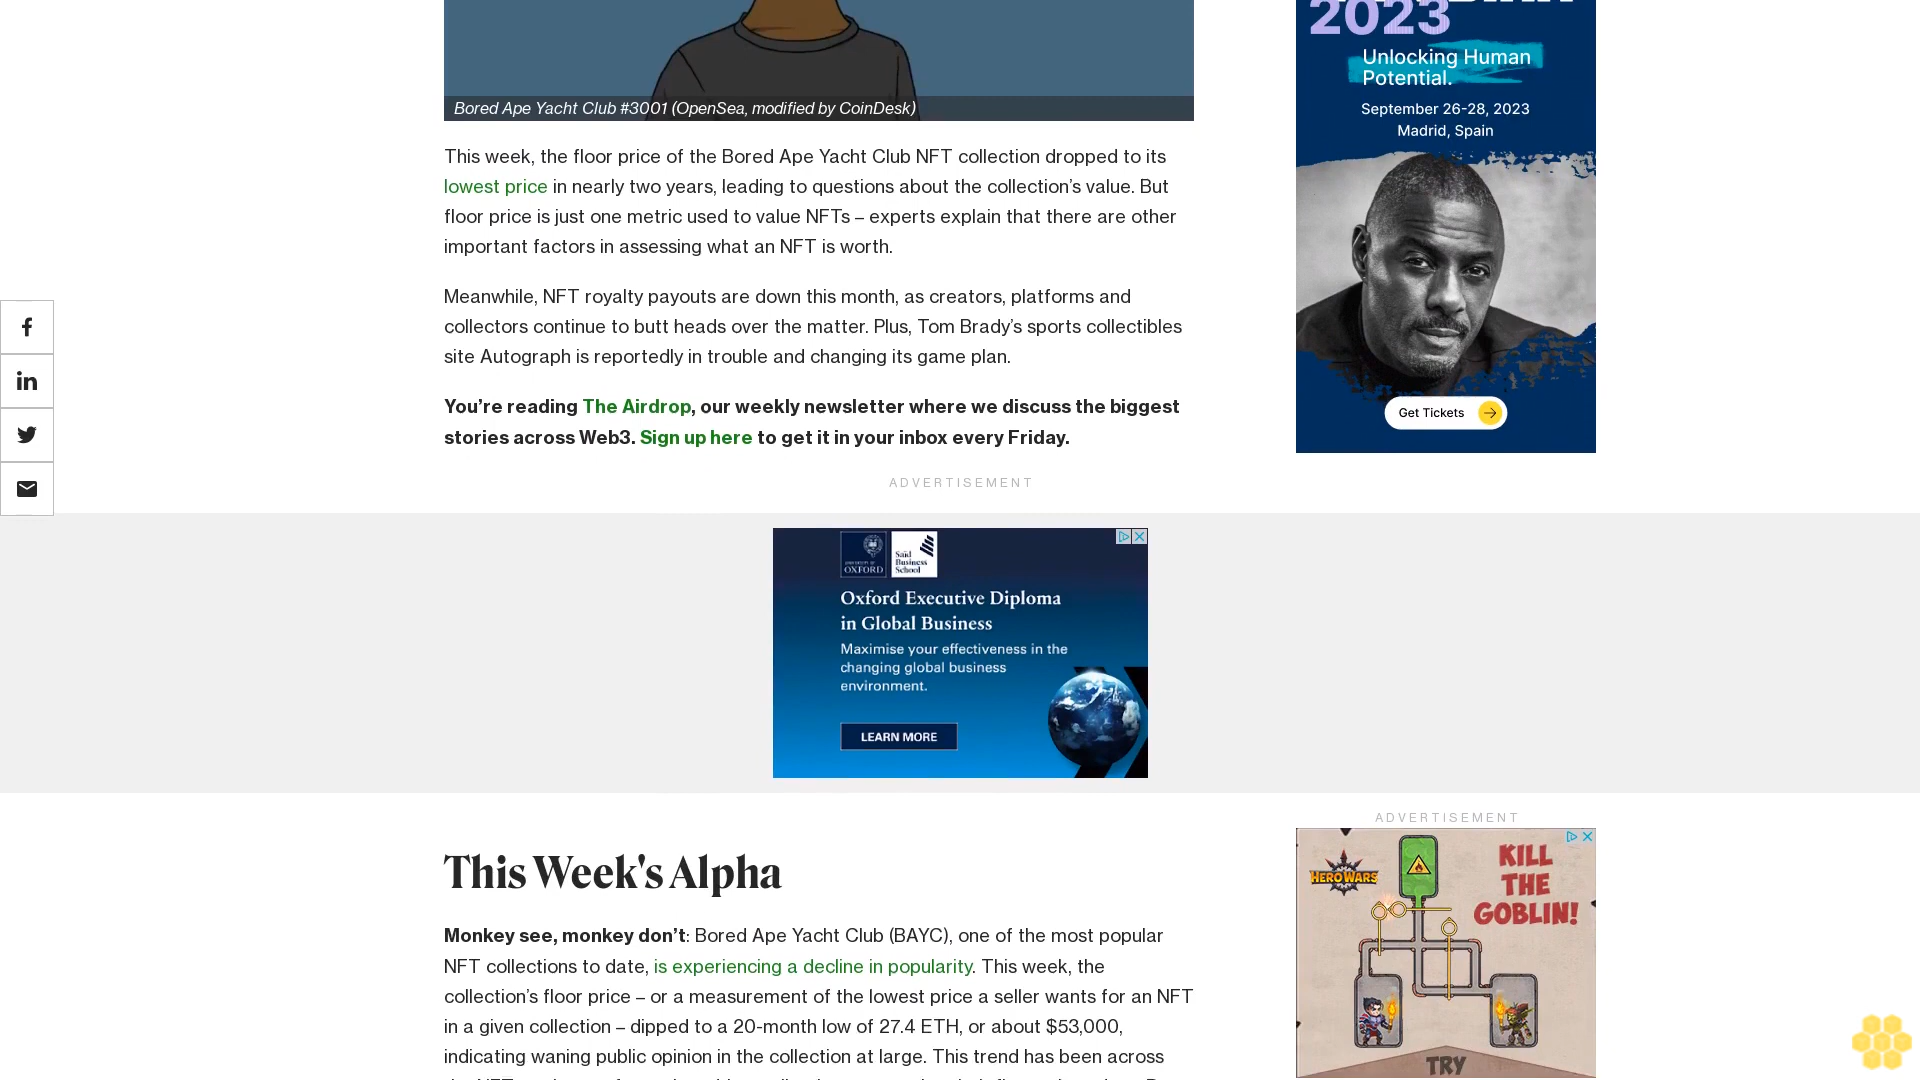 2023
Unlocking Human
Potential.
September 26-28, 2023
Madrid, Spain
Get Tickets
Bored Ape Yacht Club #3001 (OpenSea, modified by CoinDesk)
This week, the floor price of the Bored Ape Yacht Club NFT collection dropped to its
lowest price in nearly two years, leading to questions about the collection’s value. But
floor price is just one metric used to value NFTs – experts explain that there are other
important factors in assessing what an NFT is worth.
Meanwhile, NFT royalty payouts are down this month, as creators, platforms and
collectors continue to butt heads over the matter. Plus, Tom Brady’s sports collectibles
site Autograph is reportedly in trouble and changing its game plan.
You’re reading The Airdrop, our weekly newsletter where we discuss the biggest
stories across Web3. Sign up here to get it in your inbox every Friday.
ADVERTISEMENT
UNIVERSITY OF
OXFORD
Saïd
Business
School
Oxford Executive Diploma
in Global Business
Maximise your effectiveness in the
changing global business
environment.
LEARN MORE
ADVERTISEMENT
HERO WARS
KILL
THE
GOBLIN!
TRY
This Week's Alpha
Monkey see, monkey don’t: Bored Ape Yacht Club (BAYC), one of the most popular
NFT collections to date, is experiencing a decline in popularity. This week, the
collection’s floor price – or a measurement of the lowest price a seller wants for an NFT
in a given collection – dipped to a 20-month low of 27.4 ETH, or about $53,000,
indicating waning public opinion in the collection at large. This trend has been across